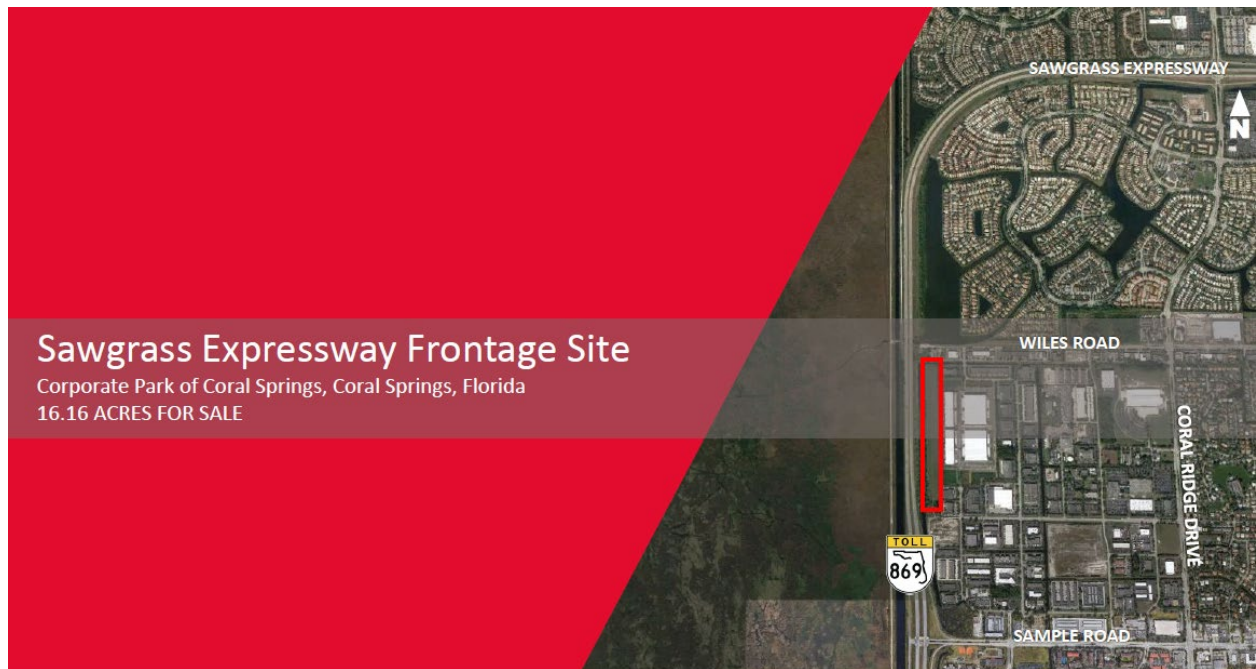 SAWGRASS EXPRESSWAY
N
Sawgrass Expressway Frontage Site
Corporate Park of Coral Springs, Coral Springs, Florida
16.16 ACRES FOR SALE
WILES ROAD
CORAL RIDGE DRIVE
TOLL
869
SAMPLE ROAD